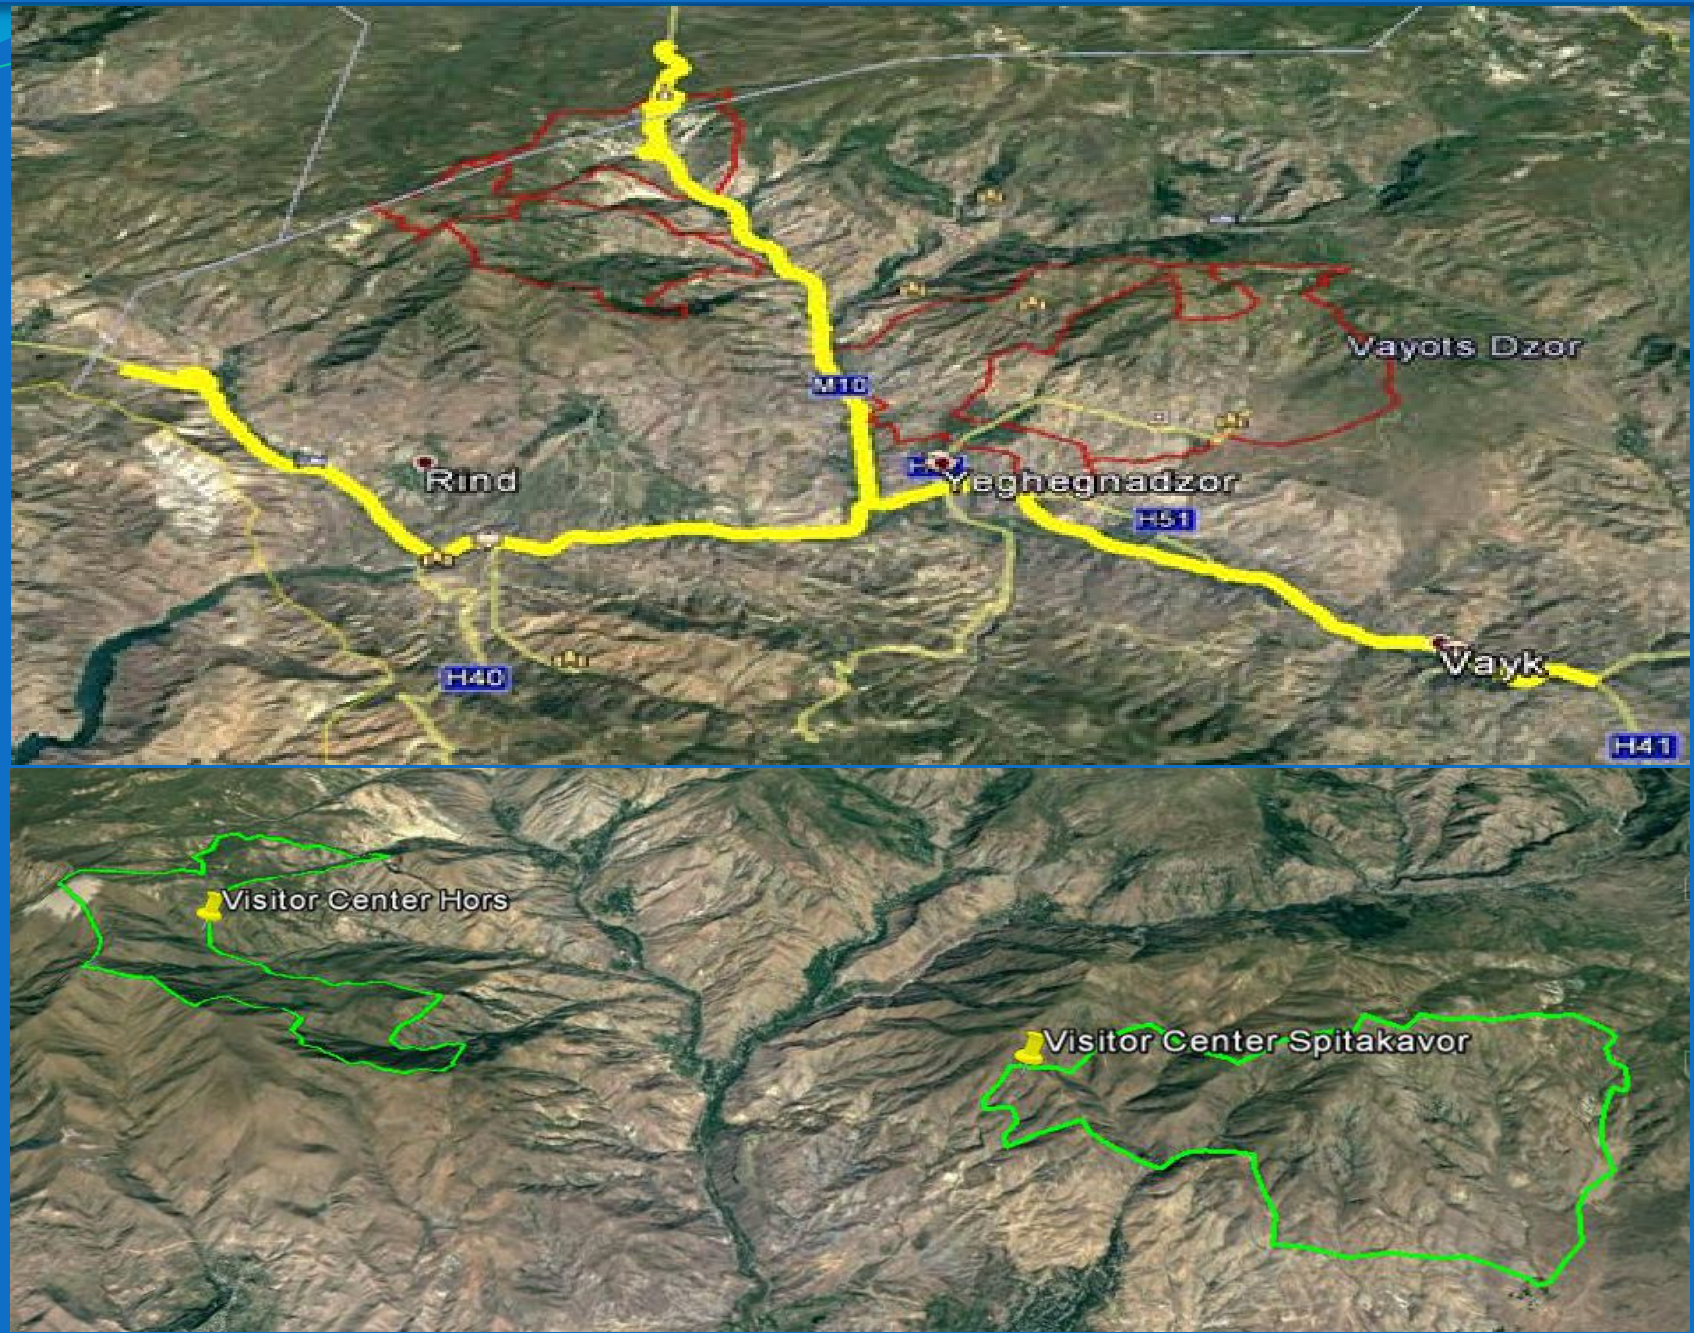 Vayots Dzor
M10
Rind
Yeghegnadzor
H51
Vayk
H40
H41
Visitor Center Hors
Visitor Center Spitakavor